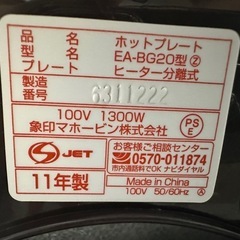 品名 ホットプレート
型名 EA-BG20型Ⓩ
プレート ヒーター分離式
製造番号 6311222
100V 1300W
象印マホービン株式会社
PS
E
S JET
お客様ご相談センター
0570-011874
市内通話料でOK ナビダイヤル
11年製
Made in China
100V 50/60Hz A